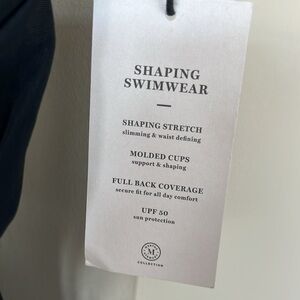 SHAPING
SWIMWEAR
SHAPING STRETCH
slimming & waist defining
MOLDED CUPS
support & shaping
FULL BACK COVERAGE
secure fit for all day comfort
UPF 50
sun protection
M
COLLECTION